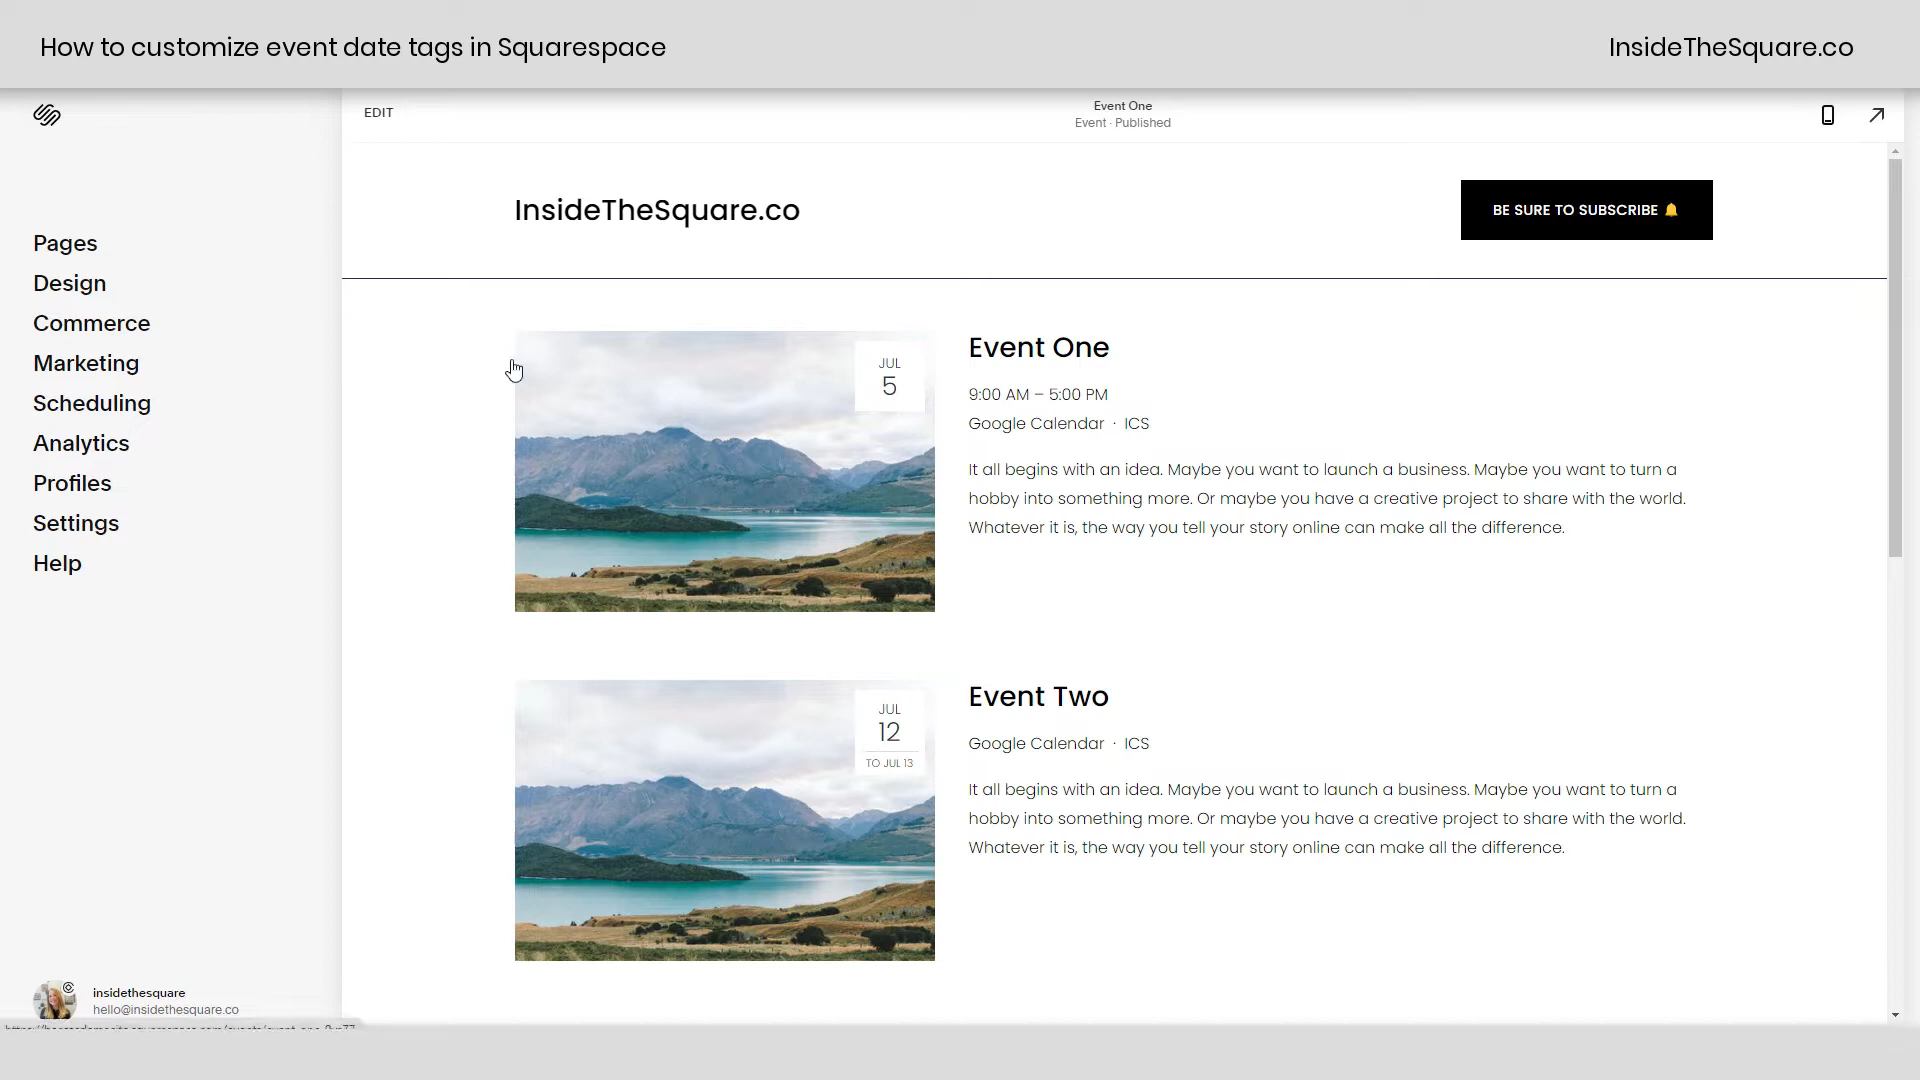 How to customize event date tags in Squarespace
InsideTheSquare.co
EDIT
Event One
Event · Published
Pages
Design
Commerce
Marketing
Scheduling
Analytics
Profiles
Settings
Help
insidethesquare
hello@insidethesquare.co
InsideTheSquare.co
BE SURE TO SUBSCRIBE 🔔
JUL
5
Event One
9:00 AM – 5:00 PM
Google Calendar · ICS
It all begins with an idea. Maybe you want to launch a business. Maybe you want to turn a
hobby into something more. Or maybe you have a creative project to share with the world.
Whatever it is, the way you tell your story online can make all the difference.
JUL
12
TO JUL 13
Event Two
Google Calendar · ICS
It all begins with an idea. Maybe you want to launch a business. Maybe you want to turn a
hobby into something more. Or maybe you have a creative project to share with the world.
Whatever it is, the way you tell your story online can make all the difference.